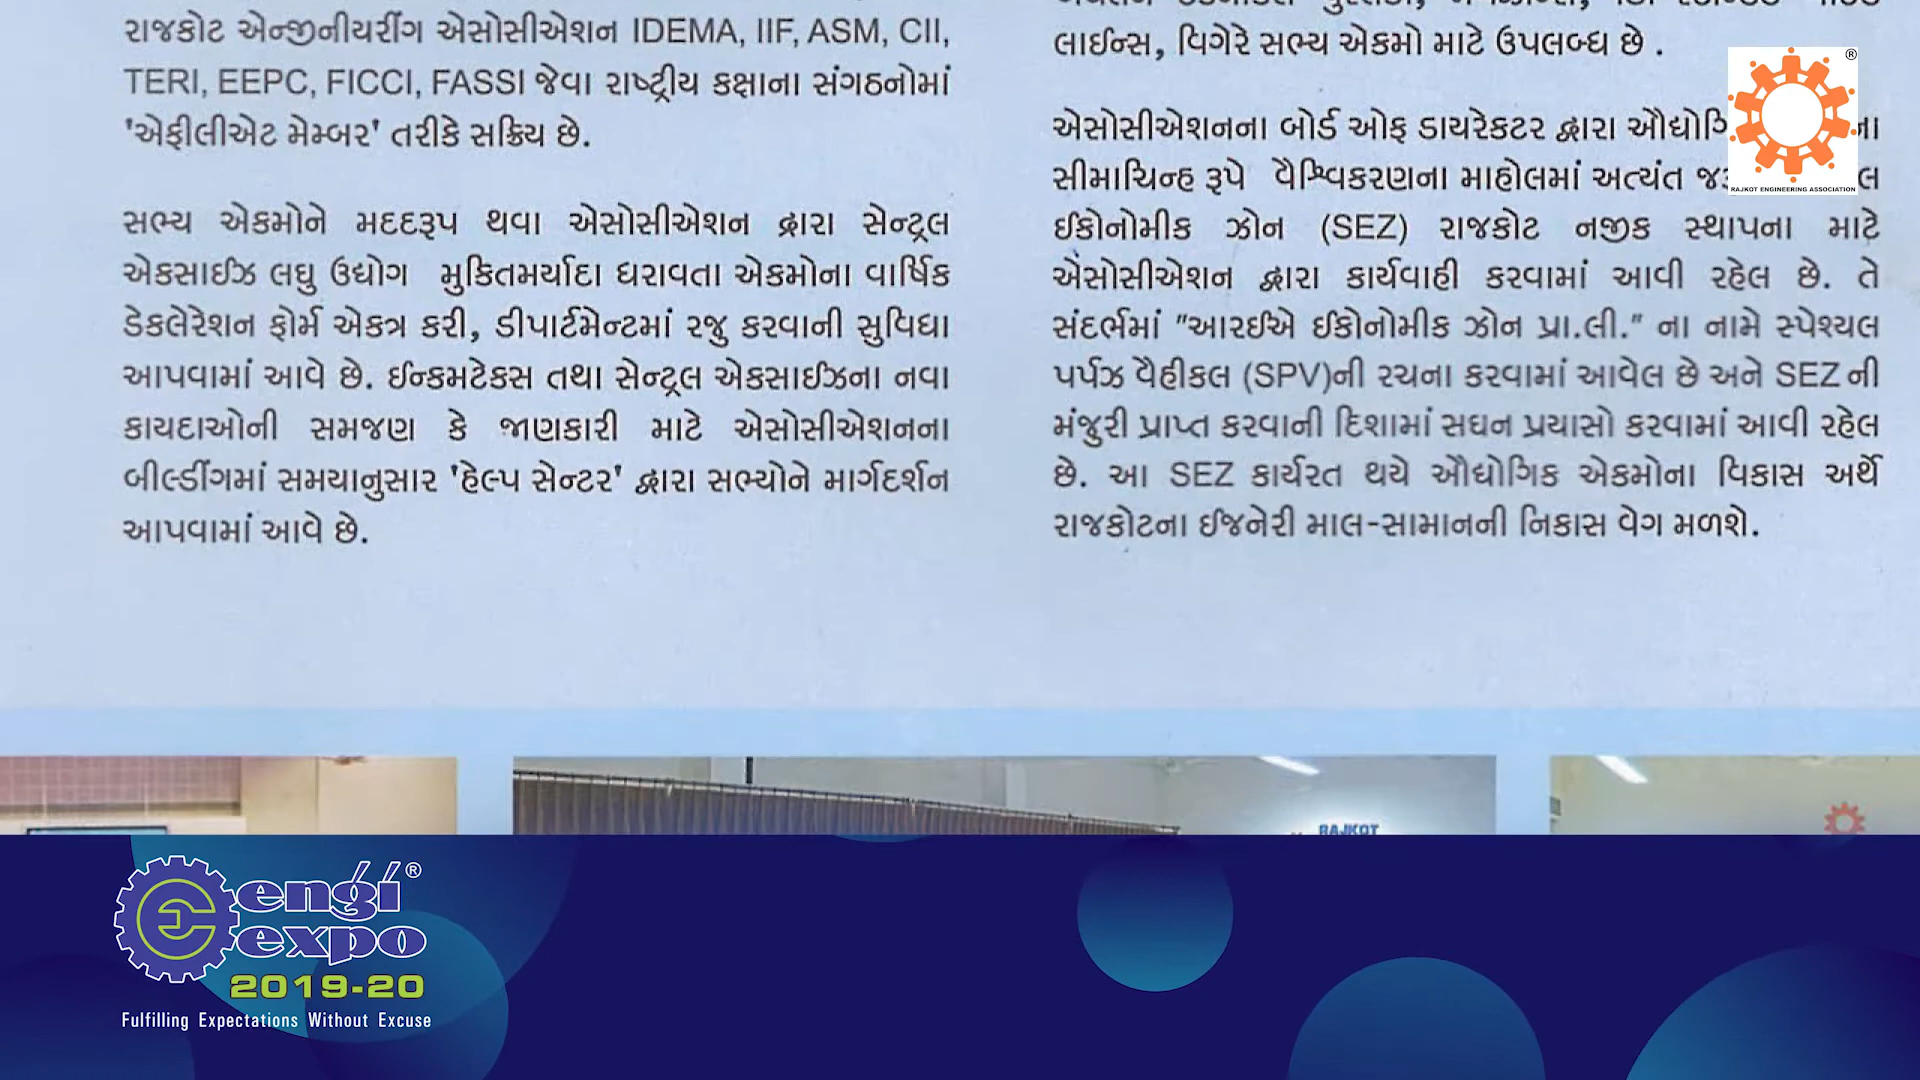 રાજકોટ એન્જીનીયરીંગ એસોસીએશન IDEMA, IIF, ASM, CII,
TERI, EEPC, FICCI, FASSI જેવા રાષ્ટ્રીય કક્ષાના સંગઠનોમાં
'એફીલીએટ મેમ્બર' તરીકે સક્રિય છે.
સભ્ય એકમોને મદદરૂપ થવા એસોસીએશન દ્વારા સેન્ટ્રલ
એકસાઈઝ લઘુ ઉદ્યોગ મુકિતમર્યાદા ધરાવતા એકમોના વાર્ષિક
ડેકલેરેશન ફોર્મ એકત્ર કરી, ડીપાર્ટમેન્ટમાં રજુ કરવાની સુવિધા
આપવામાં આવે છે. ઈન્કમટેકસ તથા સેન્ટ્રલ એકસાઈઝના નવા
કાયદાઓની સમજણ કે જાણકારી માટે એસોસીએશનના
બીલ્ડીંગમાં સમયાનુસાર 'હેલ્પ સેન્ટર' દ્વારા સભ્યોને માર્ગદર્શન
આપવામાં આવે છે.
લાઈન્સ, વિગેરે સભ્ય એકમો માટે ઉપલબ્ધ છે .
એસોસીએશનના બોર્ડ ઓફ ડાયરેકટર દ્વારા
સીમાચિન્હ રૂપે વૈશ્વિકરણના માહોલમાં અત્યંત
ઈકોનોમીક ઝોન (SEZ) રાજકોટ નજીક સ્થાપના માટે
એસોસીએશન દ્વારા કાર્યવાહી કરવામાં આવી રહેલ છે. તે
સંદર્ભમાં "આરઈએ ઈકોનોમીક ઝોન પ્રા.લી." ના નામે સ્પેશ્યલ
પર્પઝ વૈહીકલ (SPV)ની રચના કરવામાં આવેલ છે અને SEZ ની
મંજુરી પ્રાપ્ત કરવાની દિશામાં સઘન પ્રયાસો કરવામાં આવી રહેલ
છે. આ SEZ કાર્યરત થયે ઔદ્યોગિક એકમોના વિકાસ અર્થે
રાજકોટના ઈજનેરી માલ-સામાનની નિકાસ વેગ મળશે.
®
RAJKOT ENGINEERING ASSOCIATION
RAJKOT
engi ®
expo
2019-20
Fulfilling Expectations Without Excuse